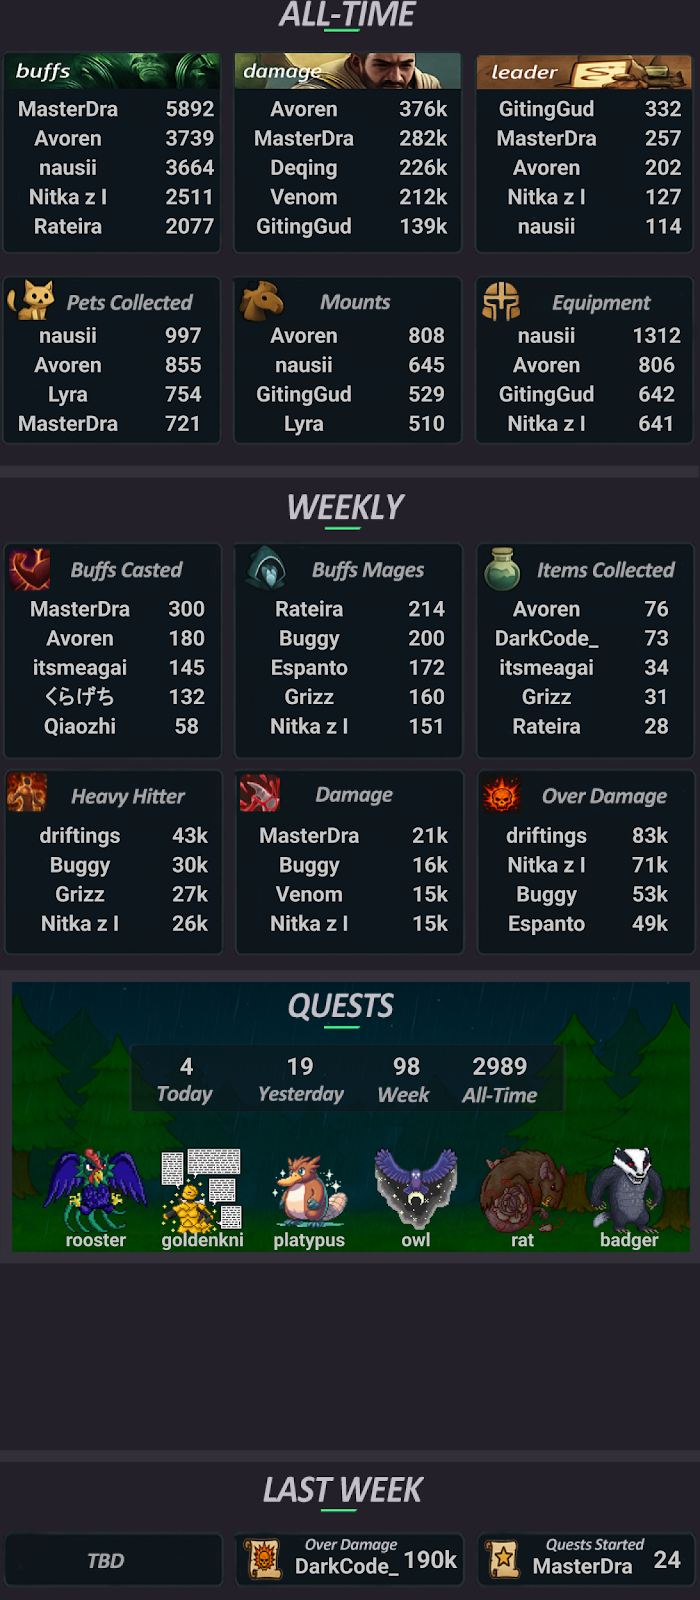 ALL-TIME
buffs
MasterDra 5892
Avoren 3739
nausii 3664
Nitka z l 2511
Rateira 2077
damage
Avoren 376k
MasterDra 282k
Deqing 226k
Venom 212k
GitingGud 139k
leader
GitingGud 332
MasterDra 257
Avoren 202
Nitka z l 127
nausii 114
Pets Collected
nausii 997
Avoren 855
Lyra 754
MasterDra 721
Mounts
Avoren 808
nausii 645
GitingGud 529
Lyra 510
Equipment
nausii 1312
Avoren 806
GitingGud 642
Nitka z l 641
WEEKLY
Buffs Casted
MasterDra 300
Avoren 180
itsmeagai 145
くらげち 132
Qiaozhi 58
Buffs Mages
Rateira 214
Buggy 200
Espanto 172
Grizz 160
Nitka z l 151
Items Collected
Avoren 76
DarkCode_ 73
itsmeagai 34
Grizz 31
Rateira 28
Heavy Hitter
driftings 43k
Buggy 30k
Grizz 27k
Nitka z l 26k
Damage
MasterDra 21k
Buggy 16k
Venom 15k
Nitka z l 15k
Over Damage
driftings 83k
Nitka z l 71k
Buggy 53k
Espanto 49k
QUESTS
4 19 98 2989
Today Yesterday Week All-Time
rooster goldenkni platypus owl rat badger
LAST WEEK
TBD
Over Damage
DarkCode_ 190k
Quests Started
MasterDra 24